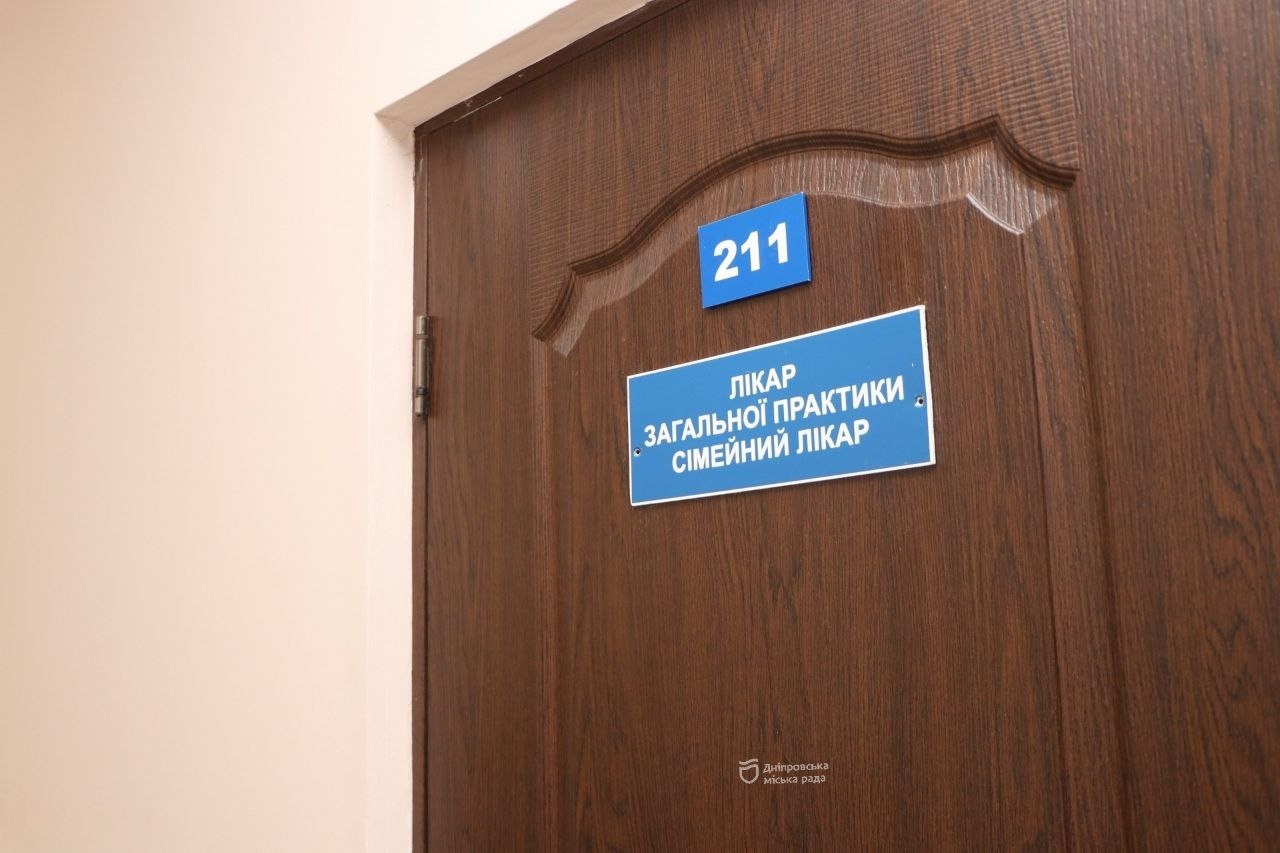 211
ЛІКАР
ЗАГАЛЬНОЇ ПРАКТИКИ
СІМЕЙНИЙ ЛІКАР
Дніпровська
міська рада